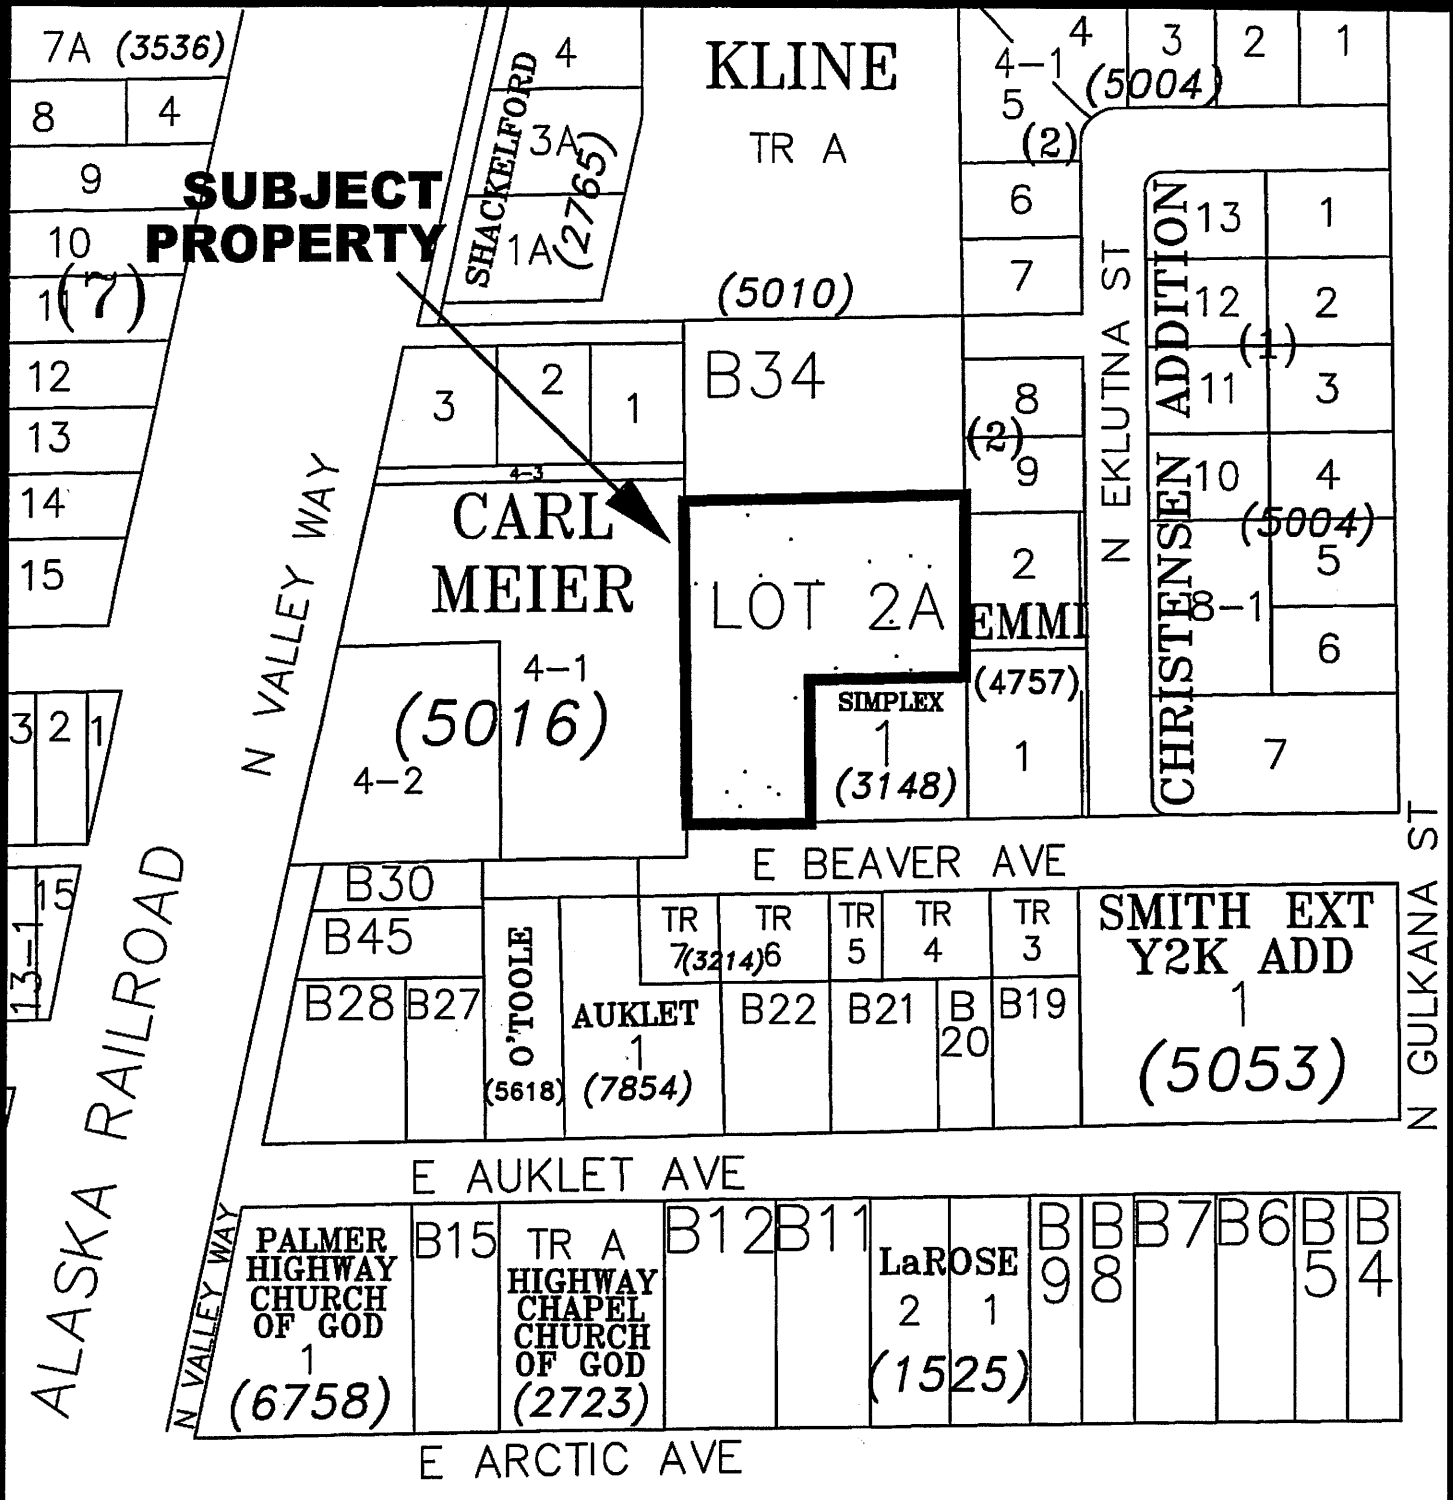 7A (3536)
8
4
9
10
11
(7)
12
13
14
15
SUBJECT
PROPERTY
SHACKELFORD
4
3A
1A
(2765)
KLINE
TR A
(5010)
4
3
2
1
4-1
(5004)
5
(2)
6
7
8
(2)
9
N EKLUTNA ST
CHRISTENSEN ADDITION
13
1
12
2
(1)
11
3
10
4
(5004)
5
8-1
6
7
3
2
1
4-3
B34
CARL
MEIER
4-1
(5016)
4-2
LOT 2A
2
EMMI
(4757)
1
SIMPLEX
1
(3148)
N VALLEY WAY
3
2
1
15
13-1
ALASKA RAILROAD
E BEAVER AVE
N GULKANA ST
B30
B45
B28
B27
O'TOOLE
(5618)
AUKLET
1
(7854)
TR
7
(3214)
TR
6
TR
5
TR
4
TR
3
B22
B21
B
20
B19
SMITH EXT
Y2K ADD
1
(5053)
E AUKLET AVE
N VALLEY WAY
PALMER
HIGHWAY
CHURCH
OF GOD
1
(6758)
B15
TR A
HIGHWAY
CHAPEL
CHURCH
OF GOD
(2723)
B12
B11
LaROSE
2
1
(1525)
B
9
B
8
B7
B6
B
5
B
4
E ARCTIC AVE